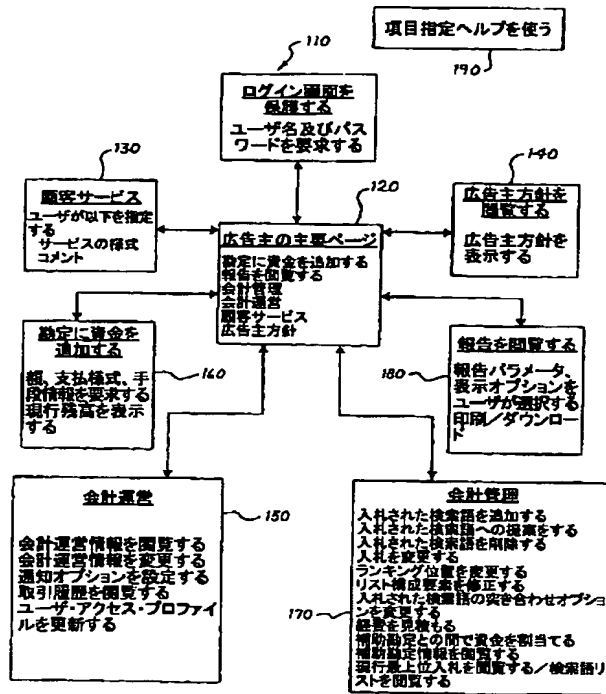 項目指定ヘルプを使う
190
110
ログイン画面を
保護する
ユーザ名及びパス
ワードを要求する
130
顧客サービス
ユーザが以下を指定
する
サービスの様式
コメント
120
広告主の主要ページ
勘定に資金を追加する
報告を閲覧する
会計管理
会計運営
顧客サービス
広告主方針
140
広告主方針を
閲覧する
広告主方針を
表示する
勘定に資金を
追加する
額、支払様式、手
段情報を要求する
現行残高を表示
する
160
報告を閲覧する
報告パラメータ、
表示オプションを
ユーザが選択する
印刷/ダウンロー
ド
180
会計運営
会計運営情報を閲覧する
会計運営情報を変更する
通知オプションを設定する
取引履歴を閲覧する
ユーザ・アクセス・プロファイ
ルを更新する
150
会計管理
入札された検索語を追加する
入札された検索語への提案をする
入札された検索語を削除する
入札を変更する
ランキング位置を変更する
リスト構成要素を修正する
入札された検索語の突き合わせオプショ
ンを変更する
経費を見積もる
補助勘定との間で資金を割当てる
補助勘定情報を閲覧する
現行最上位入札を閲覧する/検索語リ
ストを閲覧する
170